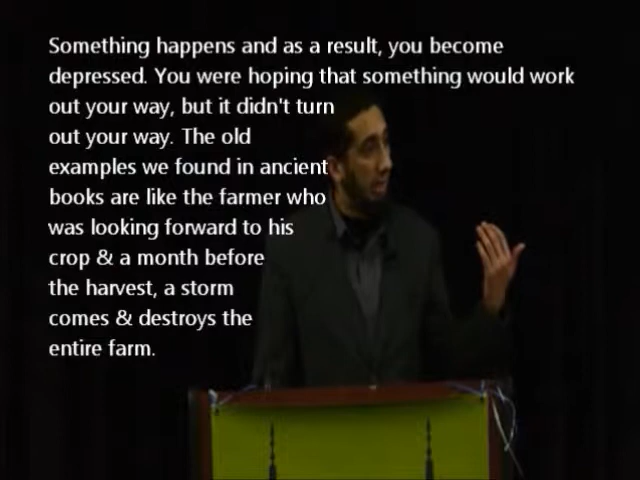 Something happens and as a result, you become
depressed. You were hoping that something would work
out your way, but it didn't turn
out your way. The old
examples we found in ancient
books are like the farmer who
was looking forward to his
crop & a month before
the harvest, a storm
comes & destroys the
entire farm.